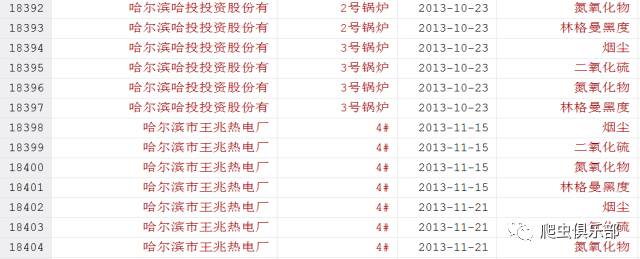 18392 哈尔滨哈投投资股份有 2号锅炉 2013-10-23 氮氧化物
18393 哈尔滨哈投投资股份有 2号锅炉 2013-10-23 林格曼黑度
18394 哈尔滨哈投投资股份有 3号锅炉 2013-10-23 烟尘
18395 哈尔滨哈投投资股份有 3号锅炉 2013-10-23 二氧化硫
18396 哈尔滨哈投投资股份有 3号锅炉 2013-10-23 氮氧化物
18397 哈尔滨哈投投资股份有 3号锅炉 2013-10-23 林格曼黑度
18398 哈尔滨市王兆热电厂 4# 2013-11-15 烟尘
18399 哈尔滨市王兆热电厂 4# 2013-11-15 二氧化硫
18400 哈尔滨市王兆热电厂 4# 2013-11-15 氮氧化物
18401 哈尔滨市王兆热电厂 4# 2013-11-15 林格曼黑度
18402 哈尔滨市王兆热电厂 4# 2013-11-21 烟尘
18403 哈尔滨市王兆热电厂 4# 2013-11-21 二氧化硫
爬虫俱乐部
18404 哈尔滨市王兆热电厂 4# 2013-11-21 氮氧化物